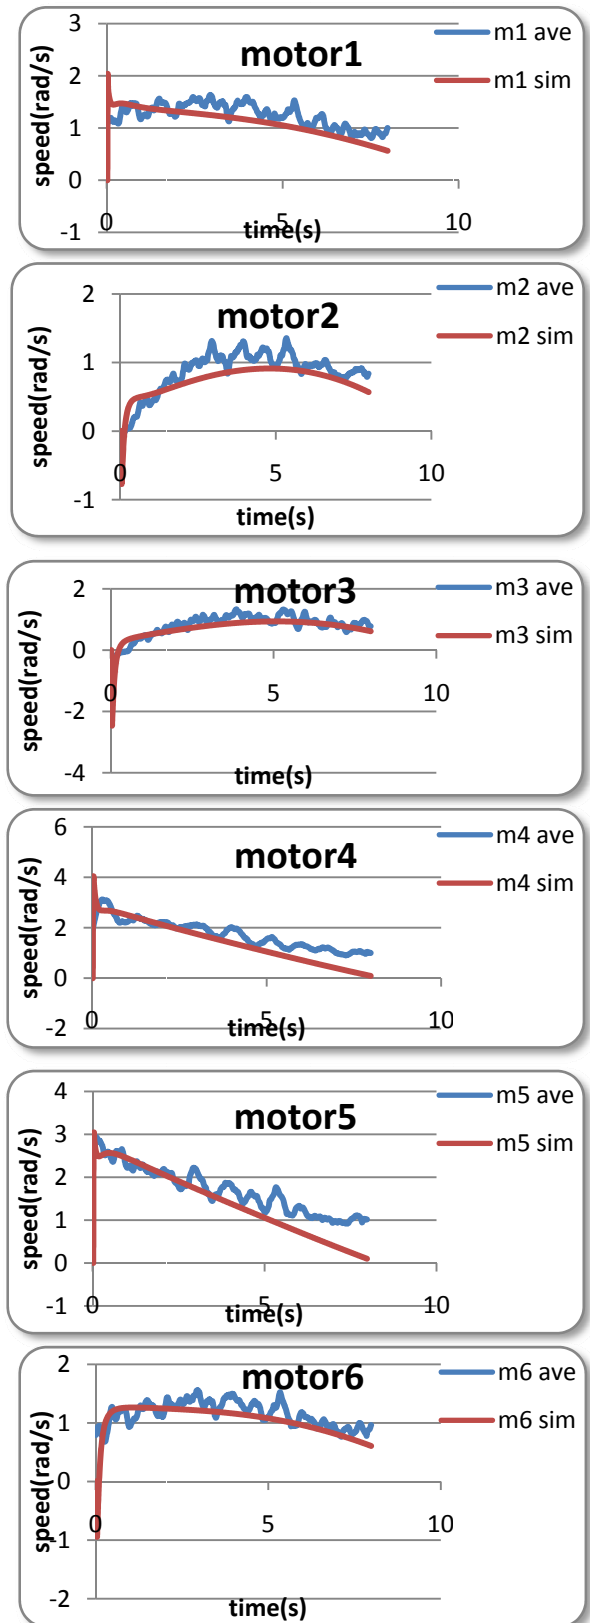 3
motor1
m1 ave
m1 sim
2
1
0
-1
0
5
10
time(s)
speed(rad/s)
2
motor2
m2 ave
m2 sim
1
0
-1
0
5
10
time(s)
speed(rad/s)
2
motor3
m3 ave
m3 sim
0
-2
-4
0
5
10
time(s)
speed(rad/s)
6
motor4
m4 ave
m4 sim
4
2
0
-2
0
5
10
time(s)
speed(rad/s)
4
motor5
m5 ave
m5 sim
3
2
1
0
-1
0
5
10
time(s)
speed(rad/s)
2
motor6
m6 ave
m6 sim
1
0
-1
-2
0
5
10
time(s)
speed(rad/s)